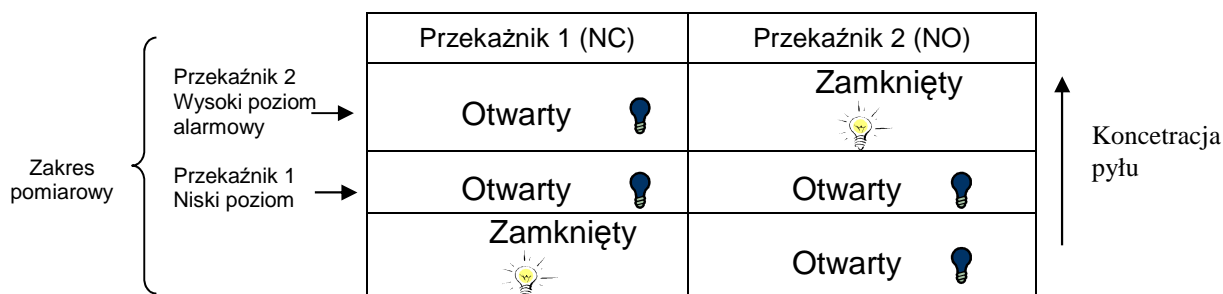 Przekażnik 1 (NC)
Przekaźnik 2 (NO)
Przekaźnik 2
Wysoki poziom
alarmowy
Otwarty
Zamknięty
Zakres
pomiarowy
Przekaźnik 1
Niski poziom
Otwarty
Otwarty
Zamknięty
Otwarty
Koncetracja
pyłu